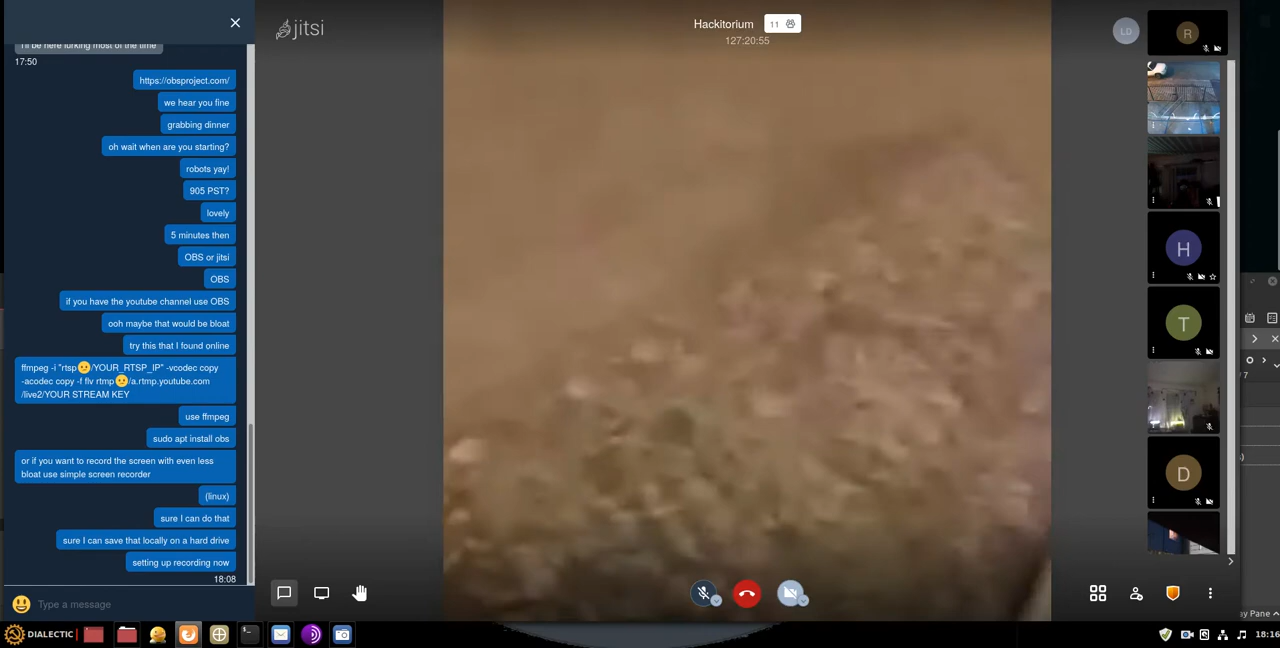 I'll be here lurking most of the time
17:50
https://obsproject.com/
we hear you fine
grabbing dinner
oh wait when are you starting?
robots yay!
905 PST?
lovely
5 minutes then
OBS or jitsi
OBS
if you have the youtube channel use OBS
ooh maybe that would be bloat
try this that I found online
ffmpeg -i "rtsp😕/YOUR_RTSP_IP" -vcodec copy
-acodec copy -f flv rtmp😕/a.rtmp.youtube.com
/live2/YOUR STREAM KEY
use ffmpeg
sudo apt install obs
or if you want to record the screen with even less
bloat use simple screen recorder
(linux)
sure I can do that
sure I can save that locally on a hard drive
setting up recording now
18:08
Type a message
jitsi
Hackitorium 11
127:20:55
LD
R
H
T
D
/ 7
ay Pane
DIALECTIC
18:16